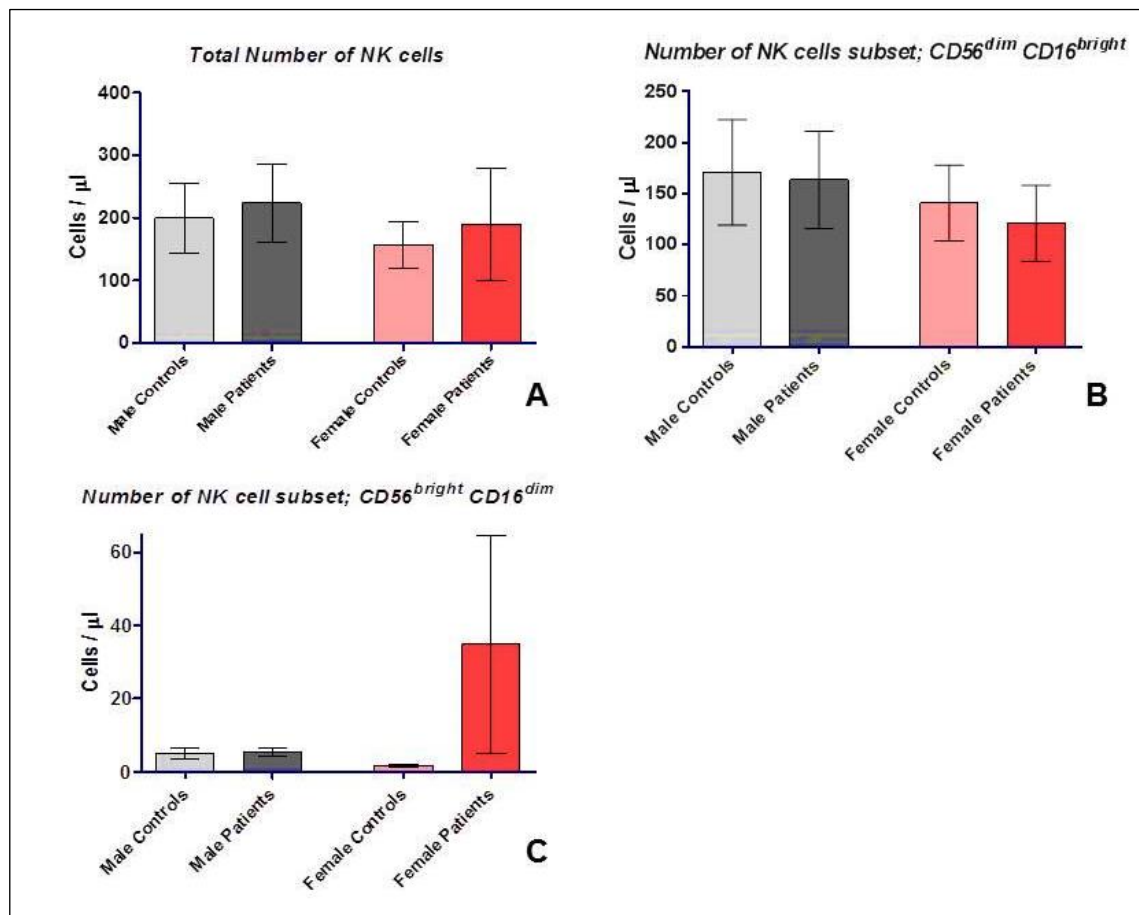 Total Number of NK cells
Cells / µl
400
300
200
100
0
Male Controls
Male Patients
Female Controls
Female Patients
A
Number of NK cells subset; CD56dim CD16bright
Cells / µl
250
200
150
100
50
0
Male Controls
Male Patients
Female Controls
Female Patients
B
Number of NK cell subset; CD56bright CD16dim
Cells / µl
60
40
20
0
Male Controls
Male Patients
Female Controls
Female Patients
C